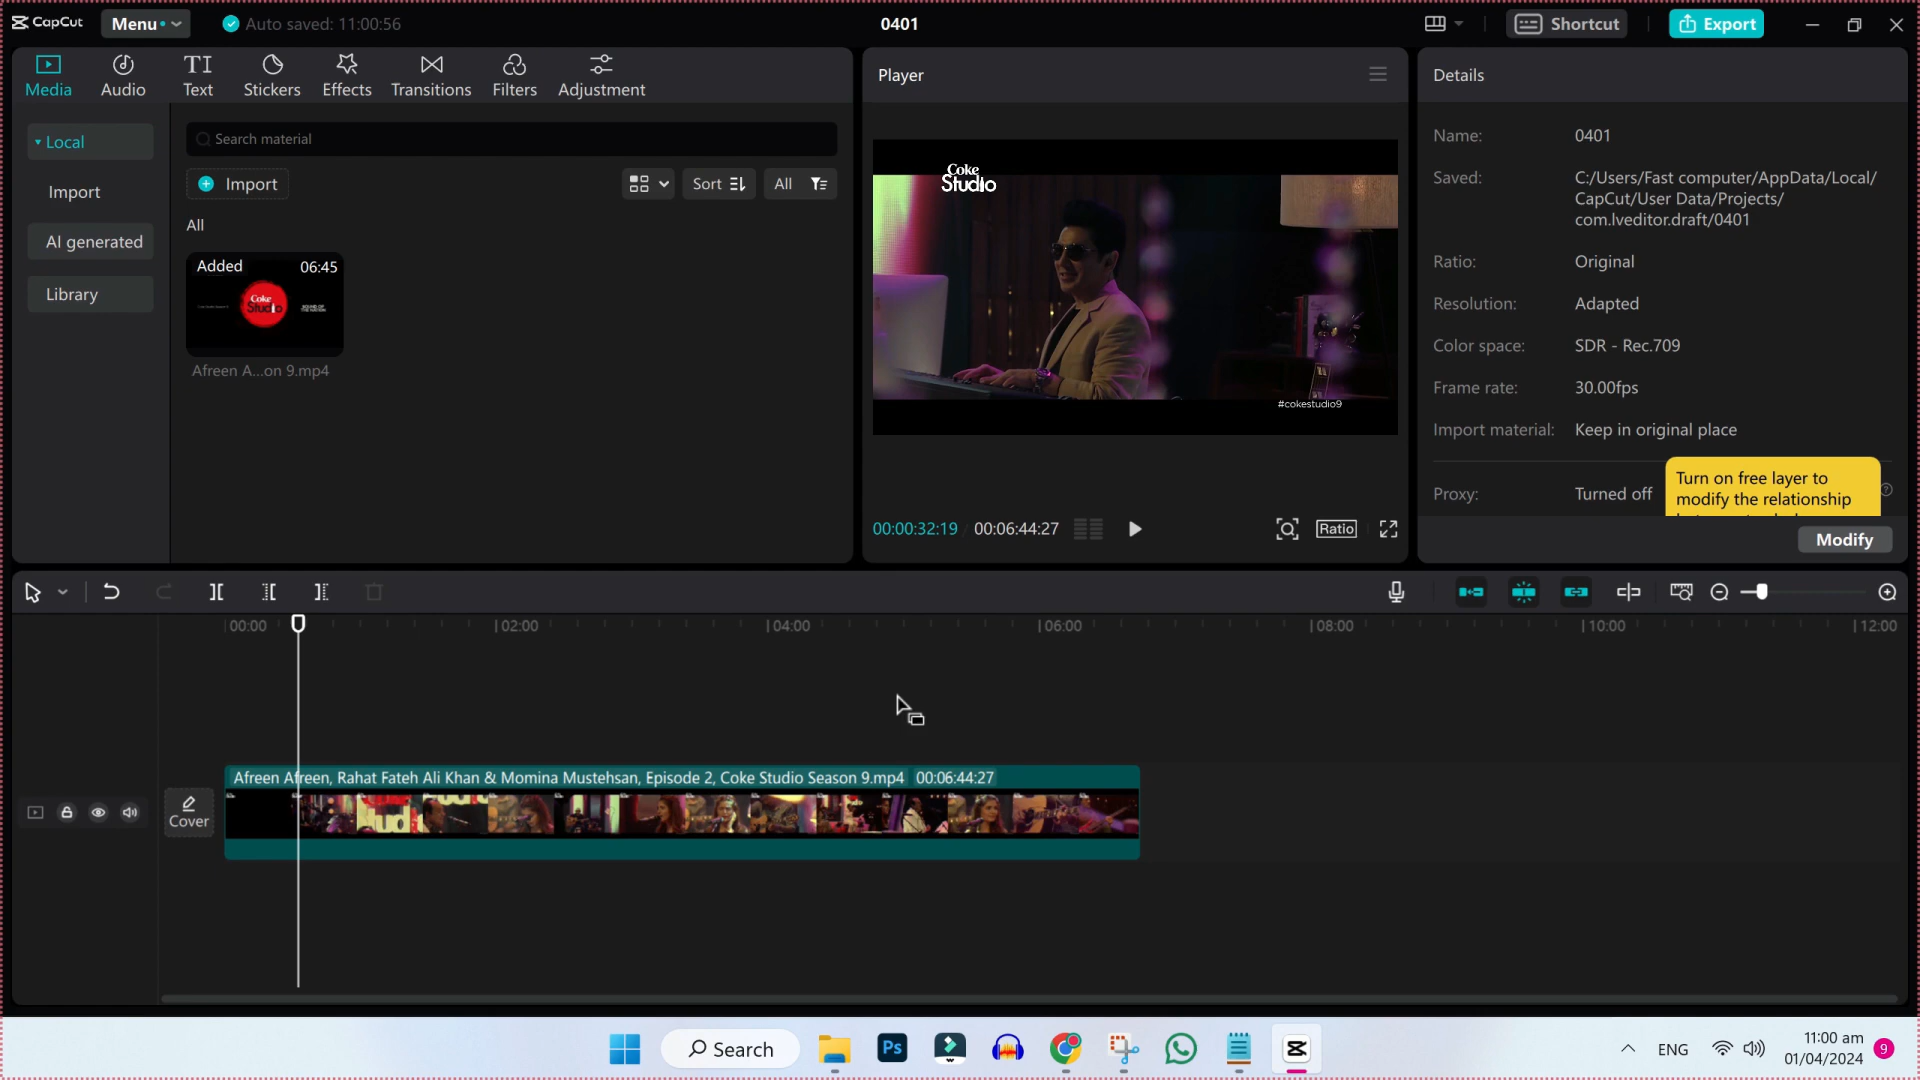 CapCut
Menu
Auto saved: 11:00:56
0401
Shortcut
Export
Media
Audio
TI
Text
Stickers
Effects
Transitions
Filters
Adjustment
Local
Import
AI generated
Library
Search material
Import
Sort
All
All
Added
06:45
Coke
Studio
Afreen A...on 9.mp4
Player
Coke
Studio
#cokestudio9
00:00:32:19
00:06:44:27
Ratio
Details
Name:
0401
Saved:
C:/Users/Fast computer/AppData/Local/
CapCut/User Data/Projects/
com.lveditor.draft/0401
Ratio:
Original
Resolution:
Adapted
Color space:
SDR - Rec.709
Frame rate:
30.00fps
Import material:
Keep in original place
Proxy:
Turned off
Turn on free layer to
modify the relationship
Modify
00:00
02:00
04:00
06:00
08:00
10:00
12:00
Cover
Afreen Afreen, Rahat Fateh Ali Khan & Momina Mustehsan, Episode 2, Coke Studio Season 9.mp4 00:06:44:27
Search
Ps
ENG
11:00 am
01/04/2024
9